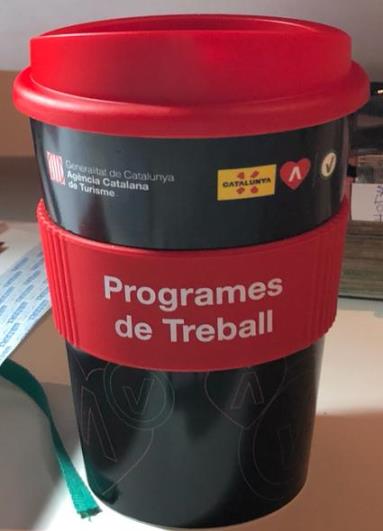 Generalitat de Catalunya
Agència Catalana
de Turisme
CATALUNYA
Programes
de Treball